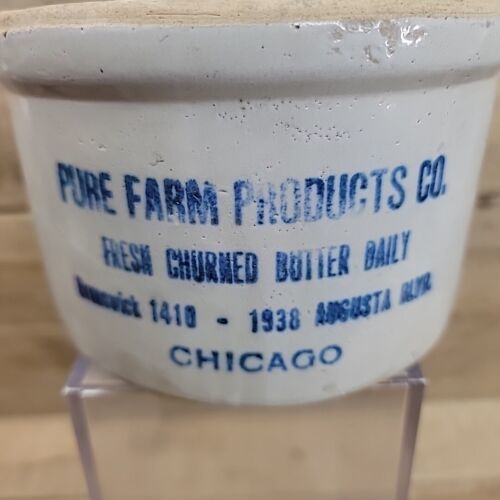 PURE FARM PRODUCTS CO.
FRESH CHURNED BUTTER DAILY
Brunswick 1410 - 1938 AUGUSTA BLVD.
CHICAGO